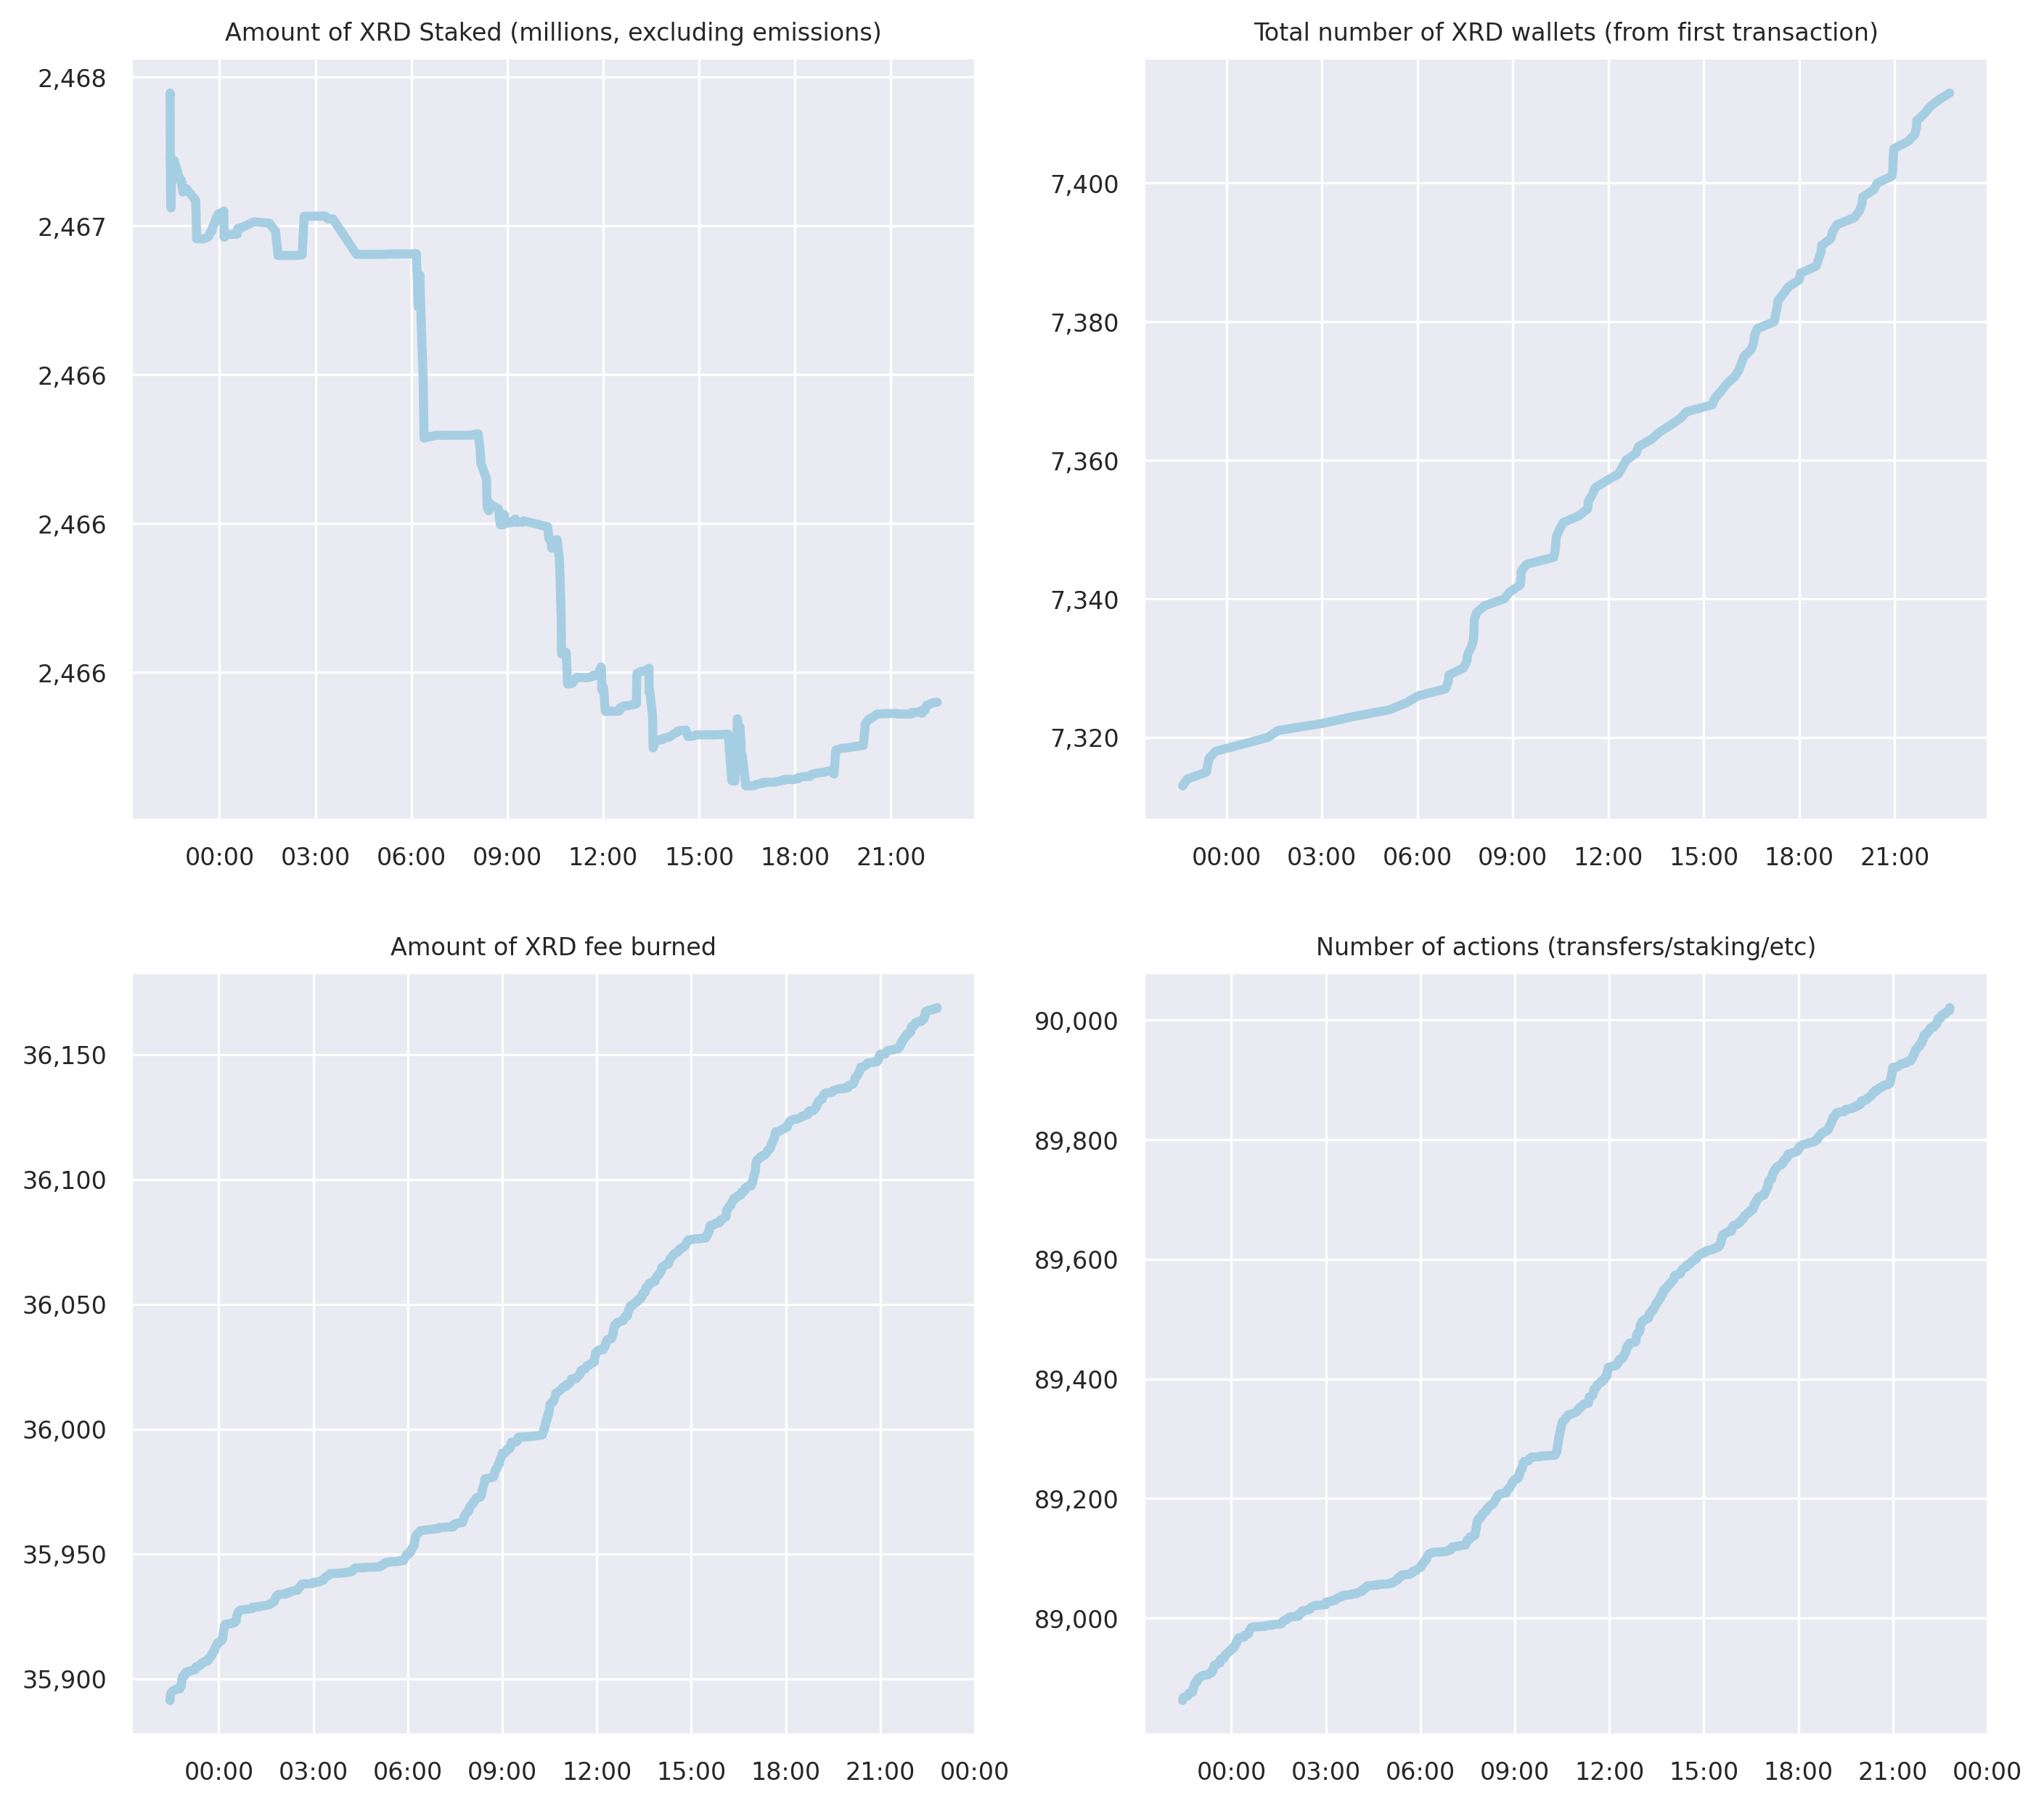 Amount of XRD Staked (millions, excluding emissions)
2,468
2,467
2,466
2,466
2,466
00:00 03:00 06:00 09:00 12:00 15:00 18:00 21:00
Total number of XRD wallets (from first transaction)
7,400
7,380
7,360
7,340
7,320
00:00 03:00 06:00 09:00 12:00 15:00 18:00 21:00
Amount of XRD fee burned
36,150
36,100
36,050
36,000
35,950
35,900
00:00 03:00 06:00 09:00 12:00 15:00 18:00 21:00 00:00
Number of actions (transfers/staking/etc)
90,000
89,800
89,600
89,400
89,200
89,000
00:00 03:00 06:00 09:00 12:00 15:00 18:00 21:00 00:00